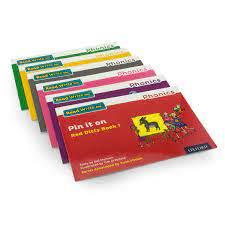 Phonics
Read Write Inc.
Phonics
Read Write Inc.
Phonics
Read Write Inc.
Phonics
Read Write Inc.
Read Write Inc.
Phonics
Read Write Inc.
Phonics
Pin it on
Red Ditty Book 1
OXFORD